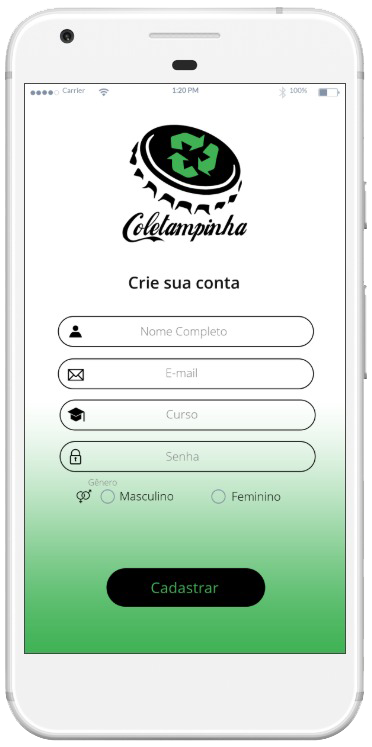 Carrier 1:20 PM 100%
Coletampinha
Crie sua conta
Nome Completo
E-mail
Curso
Senha
Gênero
Masculino Feminino
Cadastrar